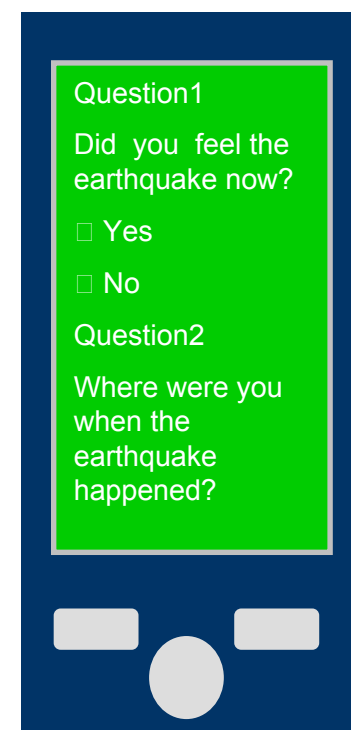 Question1
Did you feel the
earthquake now?
□ Yes
□ No
Question2
Where were you
when the
earthquake
happened?